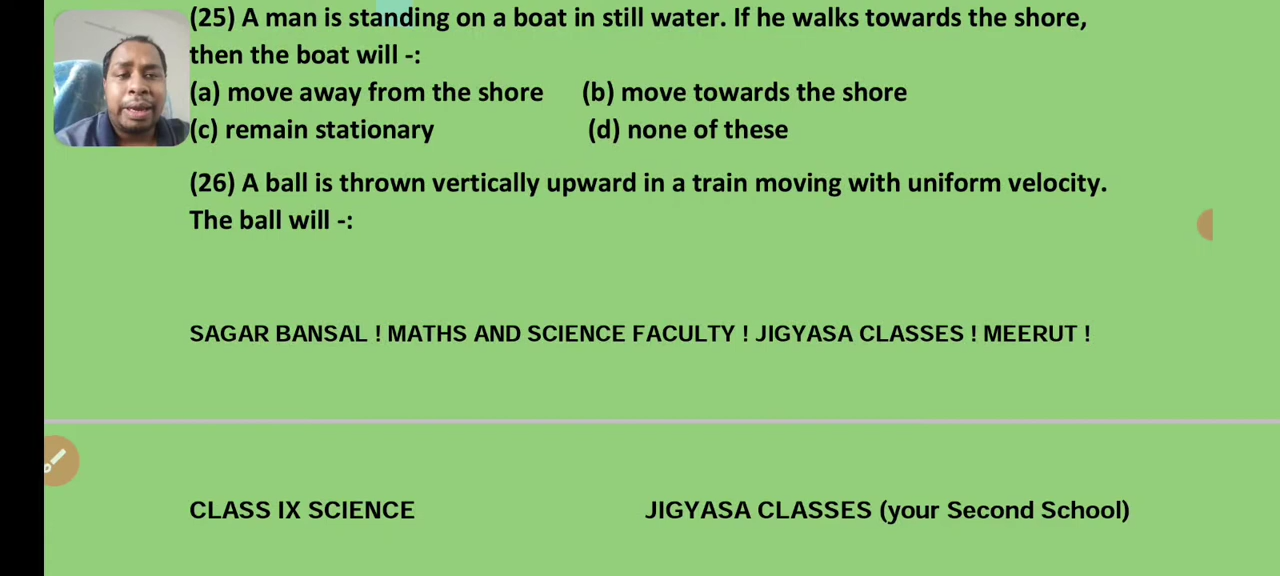 (25) A man is standing on a boat in still water. If he walks towards the shore,
then the boat will -:
(a) move away from the shore (b) move towards the shore
(c) remain stationary (d) none of these
(26) A ball is thrown vertically upward in a train moving with uniform velocity.
The ball will -:
SAGAR BANSAL ! MATHS AND SCIENCE FACULTY ! JIGYASA CLASSES ! MEERUT !
CLASS IX SCIENCE JIGYASA CLASSES (your Second School)